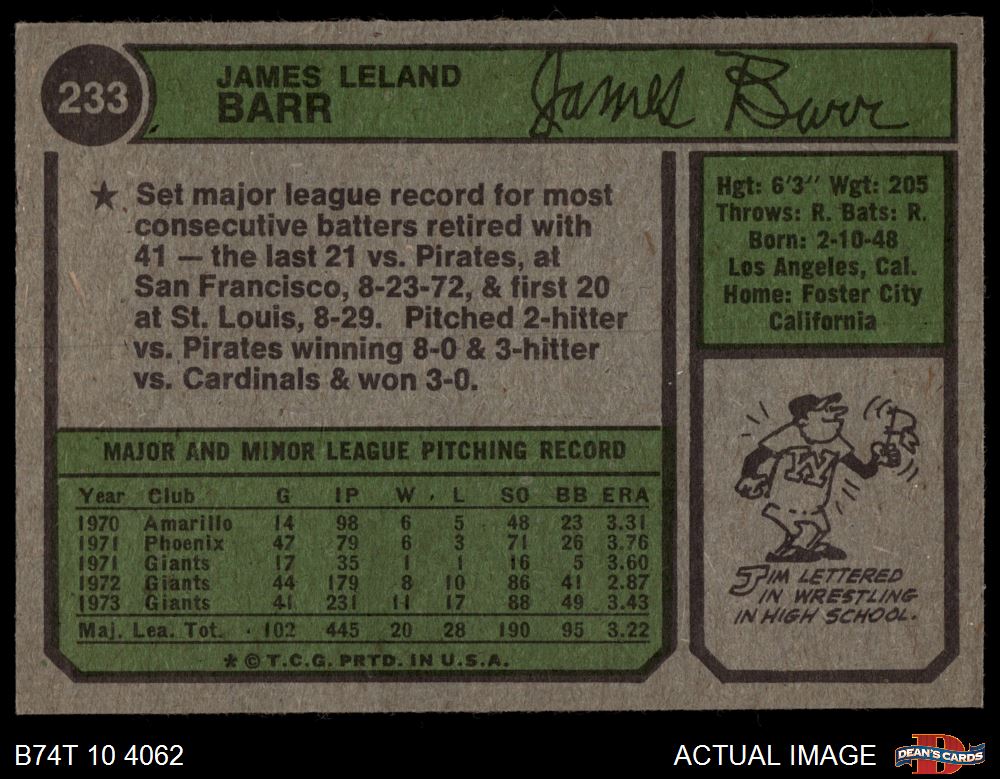 233
JAMES LELAND
BARR
James Barr
★ Set major league record for most
consecutive batters retired with
41 — the last 21 vs. Pirates, at
San Francisco, 8-23-72, & first 20
at St. Louis, 8-29. Pitched 2-hitter
vs. Pirates winning 8-0 & 3-hitter
vs. Cardinals & won 3-0.
Hgt: 6'3" Wgt: 205
Throws: R. Bats: R.
Born: 2-10-48
Los Angeles, Cal.
Home: Foster City
California
MAJOR AND MINOR LEAGUE PITCHING RECORD
Year Club G IP W L SO BB ERA
1970 Amarillo 14 98 6 5 48 23 3.31
1971 Phoenix 47 79 6 3 71 26 3.76
1971 Giants 17 35 1 1 16 5 3.60
1972 Giants 44 179 8 10 86 41 2.87
1973 Giants 41 231 11 17 88 49 3.43
Maj. Lea. Tot. 102 445 20 28 190 95 3.22
* © T.C.G. PRTD. IN U.S.A.
W
JIM LETTERED
IN WRESTLING
IN HIGH SCHOOL.
B74T 10 4062
ACTUAL IMAGE
DEAN'S CARDS